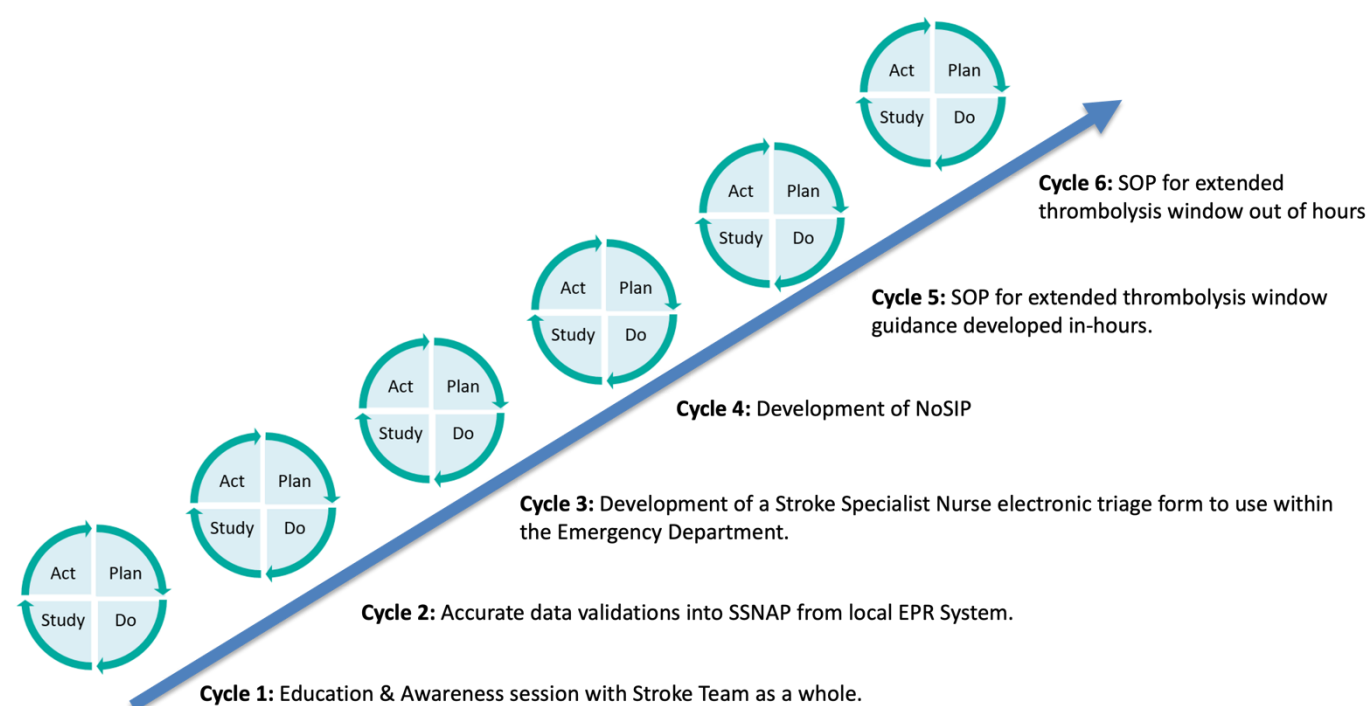 Act Plan
Study Do
Cycle 6: SOP for extended
thrombolysis window out of hours
Act Plan
Study Do
Cycle 5: SOP for extended thrombolysis window
guidance developed in-hours.
Act Plan
Study Do
Cycle 4: Development of NoSIP
Act Plan
Study Do
Cycle 3: Development of a Stroke Specialist Nurse electronic triage form to use within
the Emergency Department.
Act Plan
Study Do
Cycle 2: Accurate data validations into SSNAP from local EPR System.
Act Plan
Study Do
Cycle 1: Education & Awareness session with Stroke Team as a whole.